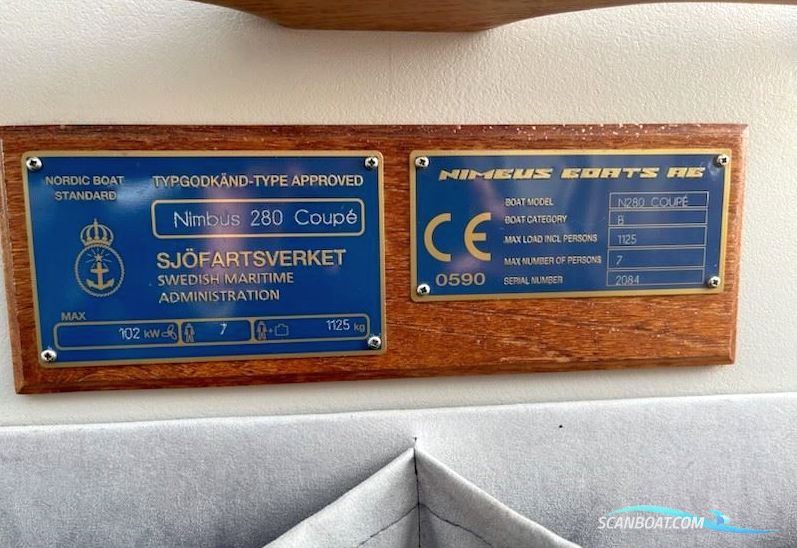 NORDIC BOAT
STANDARD
TYPGODKÄND-TYPE APPROVED
Nimbus 280 Coupé
SJÖFARTSVERKET
SWEDISH MARITIME
ADMINISTRATION
MAX
102 kW 7 + 1125 kg
NIMBUS BOATS AB
CE
0590
BOAT MODEL N280 COUPÉ
BOAT CATEGORY B
MAX LOAD INCL PERSONS 1125
MAX NUMBER OF PERSONS 7
SERIAL NUMBER 2084
SCANBOAT.COM